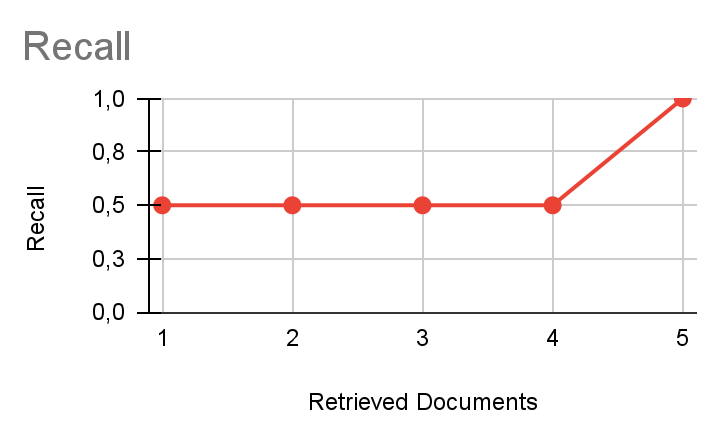 Recall
1,0
0,8
0,5
0,3
0,0
Recall
1 2 3 4 5
Retrieved Documents